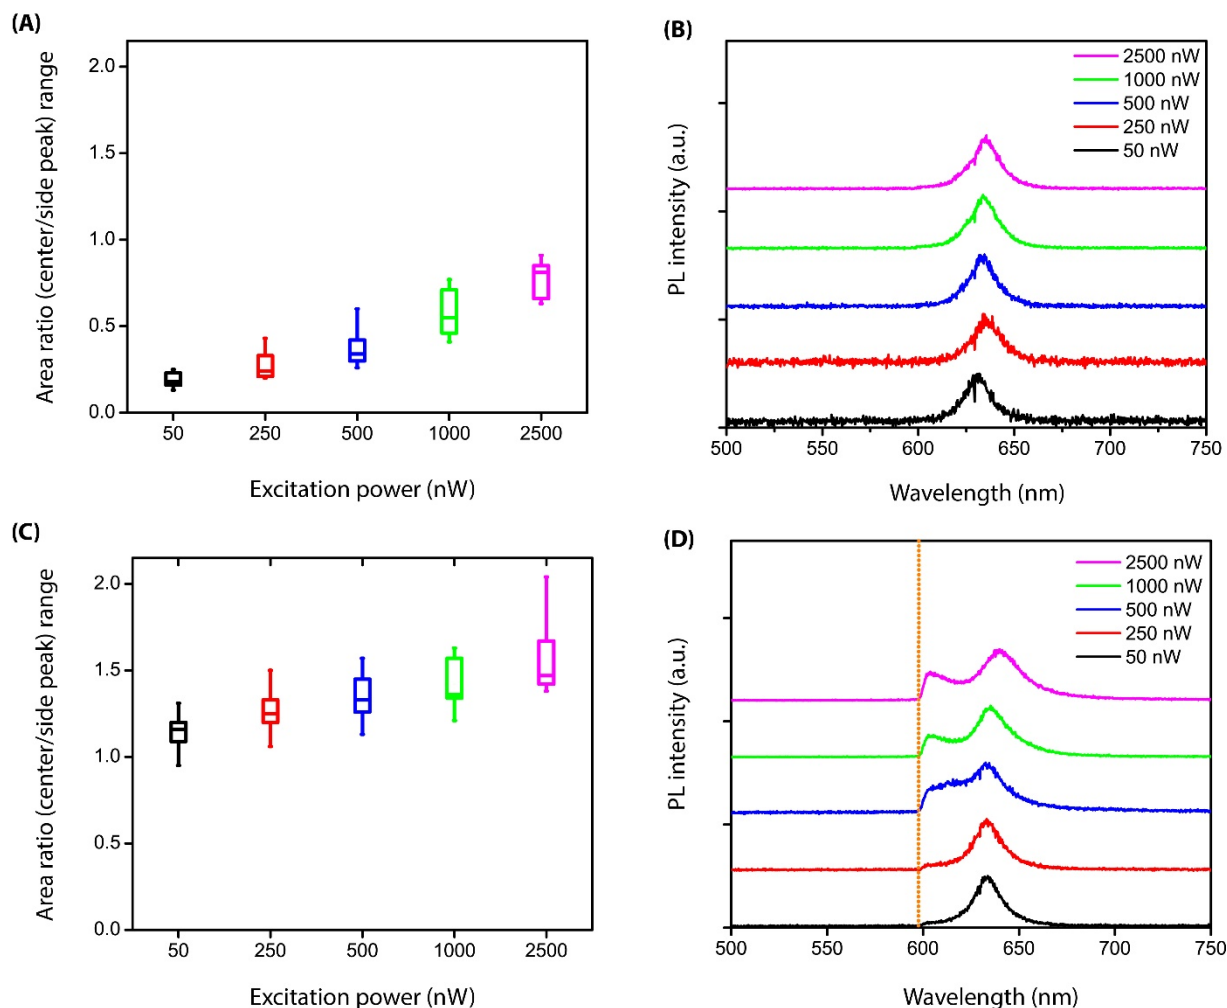 (A)
Area ratio (center/side peak) range
2.0
1.5
1.0
0.5
0.0
50 250 500 1000 2500
Excitation power (nW)
(B)
PL intensity (a.u.)
2500 nW
1000 nW
500 nW
250 nW
50 nW
500 550 600 650 700 750
Wavelength (nm)
(C)
Area ratio (center/side peak) range
2.0
1.5
1.0
0.5
0.0
50 250 500 1000 2500
Excitation power (nW)
(D)
PL intensity (a.u.)
2500 nW
1000 nW
500 nW
250 nW
50 nW
500 550 600 650 700 750
Wavelength (nm)